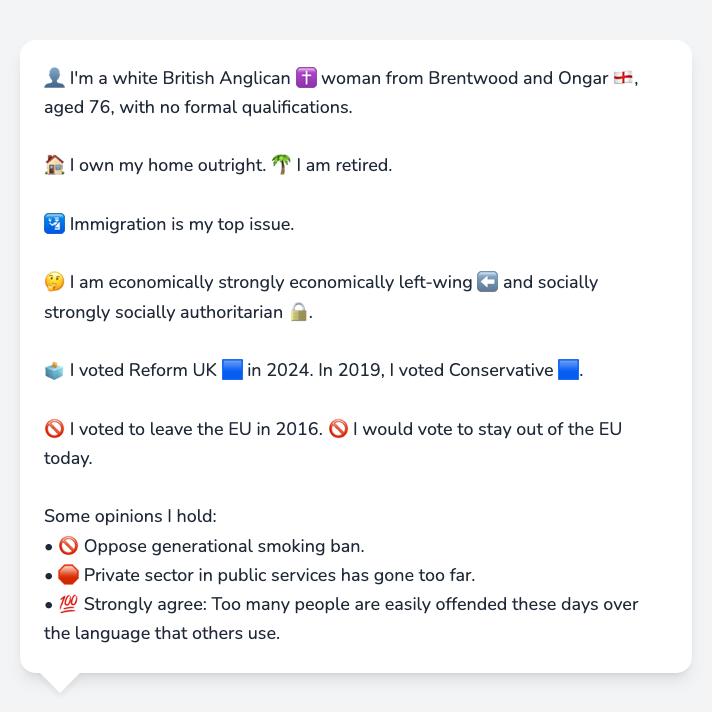 👤 I'm a white British Anglican ✝️ woman from Brentwood and Ongar 🏴󠁧󠁢󠁥󠁮󠁧󠁿,
aged 76, with no formal qualifications.
🏠 I own my home outright. 🌴 I am retired.
🛂 Immigration is my top issue.
🤔 I am economically strongly economically left-wing ⬅️ and socially
strongly socially authoritarian 🔒.
🗳️ I voted Reform UK 🟦 in 2024. In 2019, I voted Conservative 🟦.
🚫 I voted to leave the EU in 2016. 🚫 I would vote to stay out of the EU
today.
Some opinions I hold:
• 🚫 Oppose generational smoking ban.
• 🛑 Private sector in public services has gone too far.
• 💯 Strongly agree: Too many people are easily offended these days over
the language that others use.